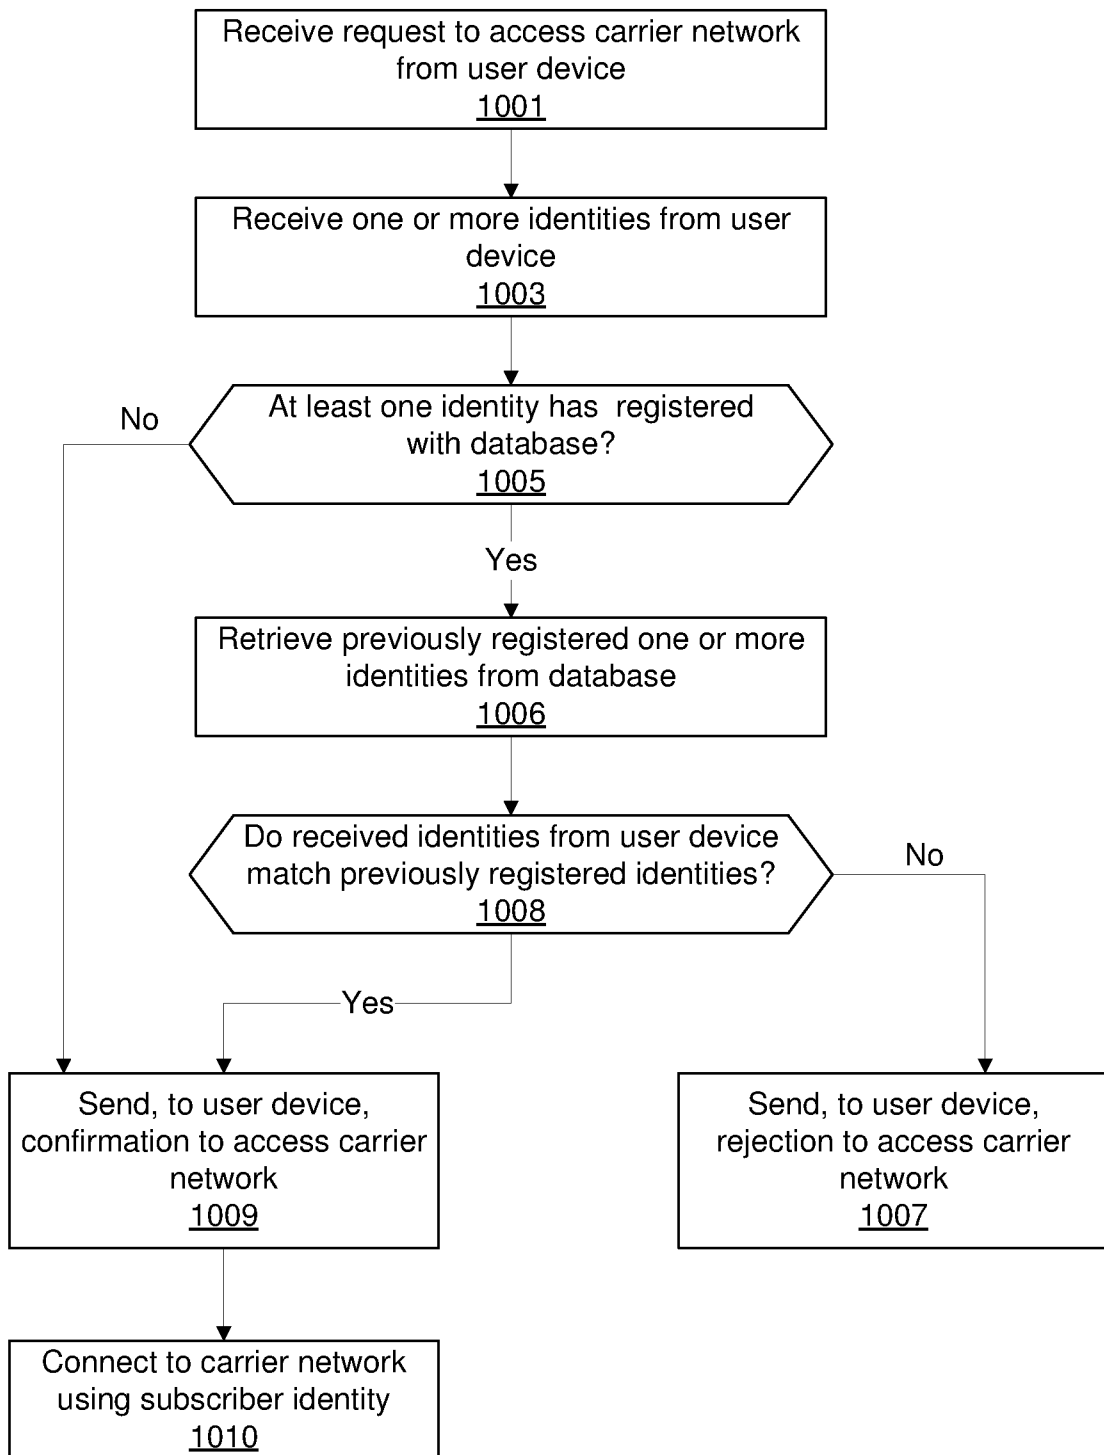 Receive request to access carrier network
from user device
1001
Receive one or more identities from user
device
1003
No
At least one identity has registered
with database?
1005
Yes
Retrieve previously registered one or more
identities from database
1006
Do received identities from user device
match previously registered identities?
1008
No
Yes
Send, to user device,
confirmation to access carrier
network
1009
Send, to user device,
rejection to access carrier
network
1007
Connect to carrier network
using subscriber identity
1010